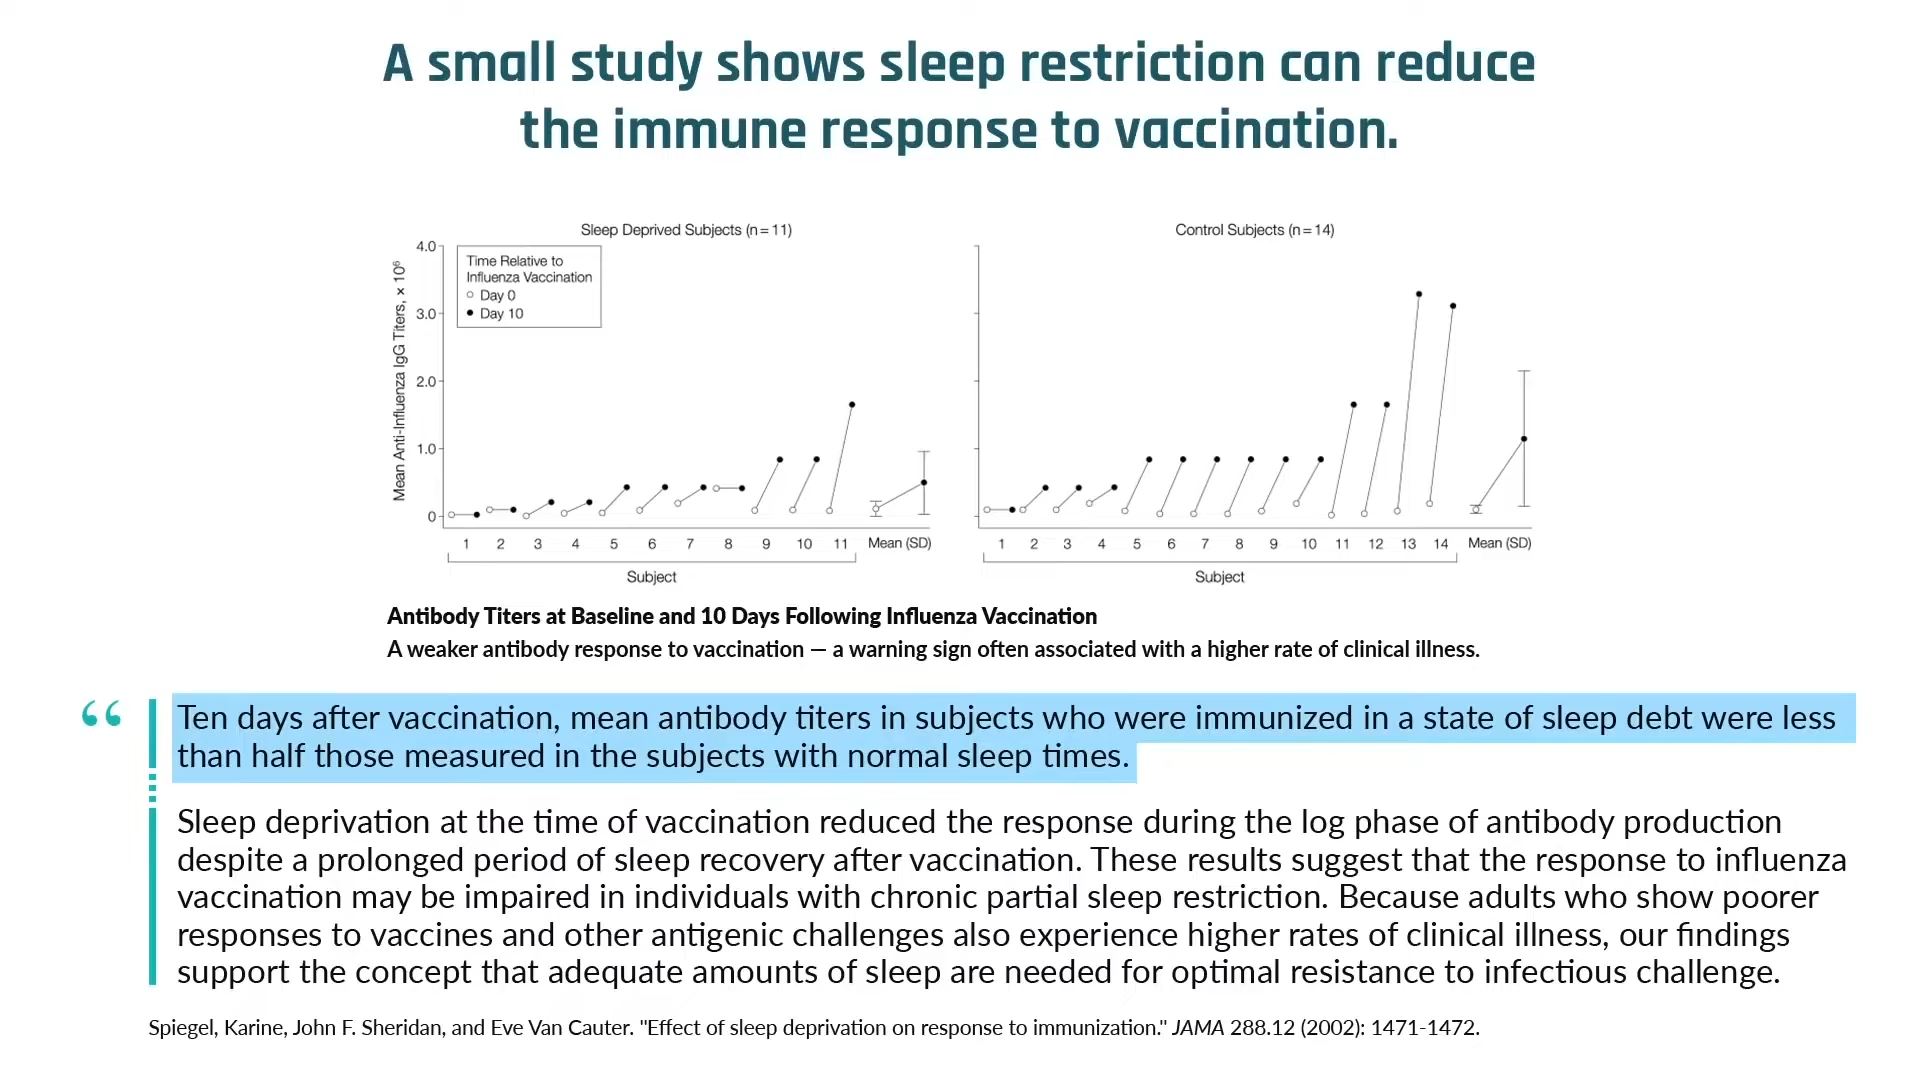 A small study shows sleep restriction can reduce
the immune response to vaccination.
Sleep Deprived Subjects (n=11)
Control Subjects (n=14)
Mean Anti-Influenza IgG Titers, × 10⁶
4.0
3.0
2.0
1.0
0
Time Relative to
Influenza Vaccination
Day 0
Day 10
1 2 3 4 5 6 7 8 9 10 11 Mean (SD)
Subject
1 2 3 4 5 6 7 8 9 10 11 12 13 14 Mean (SD)
Subject
Antibody Titers at Baseline and 10 Days Following Influenza Vaccination
A weaker antibody response to vaccination — a warning sign often associated with a higher rate of clinical illness.
“
Ten days after vaccination, mean antibody titers in subjects who were immunized in a state of sleep debt were less
than half those measured in the subjects with normal sleep times.
Sleep deprivation at the time of vaccination reduced the response during the log phase of antibody production
despite a prolonged period of sleep recovery after vaccination. These results suggest that the response to influenza
vaccination may be impaired in individuals with chronic partial sleep restriction. Because adults who show poorer
responses to vaccines and other antigenic challenges also experience higher rates of clinical illness, our findings
support the concept that adequate amounts of sleep are needed for optimal resistance to infectious challenge.
Spiegel, Karine, John F. Sheridan, and Eve Van Cauter. "Effect of sleep deprivation on response to immunization." JAMA 288.12 (2002): 1471-1472.